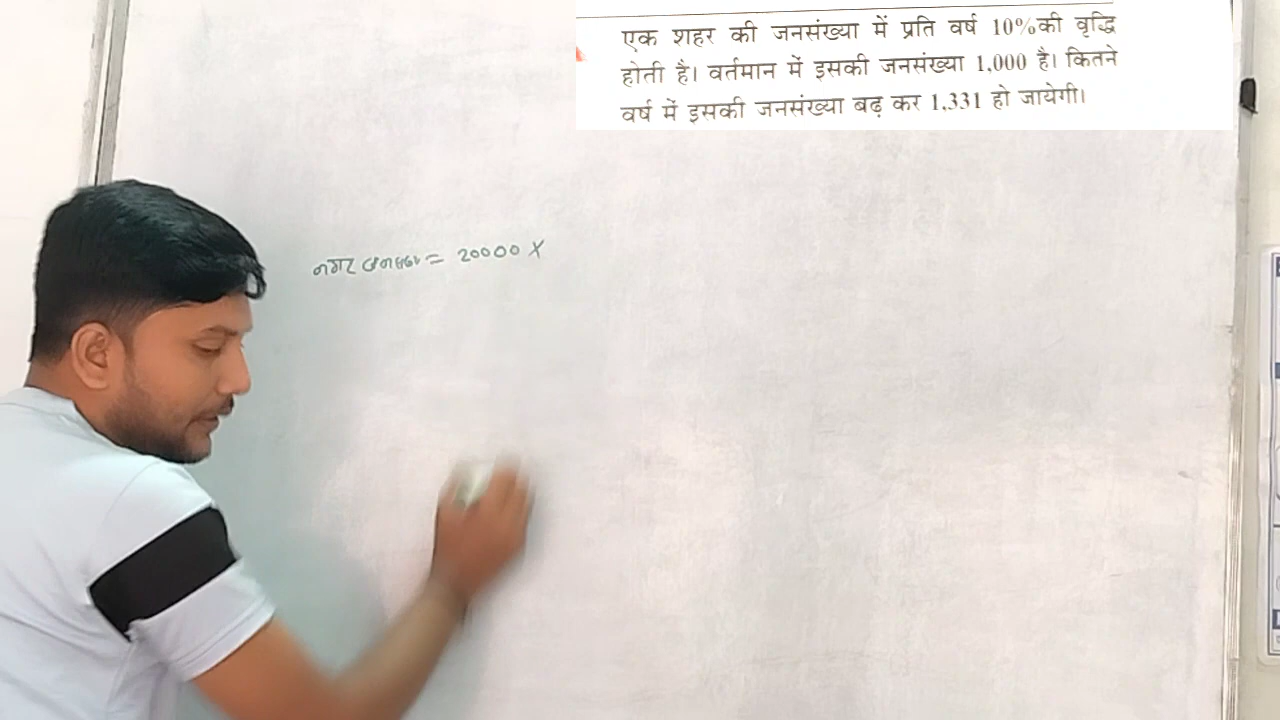 एक शहर की जनसंख्या में प्रति वर्ष 10%की वृद्धि
होती है। वर्तमान में इसकी जनसंख्या 1,000 है। कितने
वर्ष में इसकी जनसंख्या बढ़ कर 1,331 हो जायेगी।
नगर = 20000 X